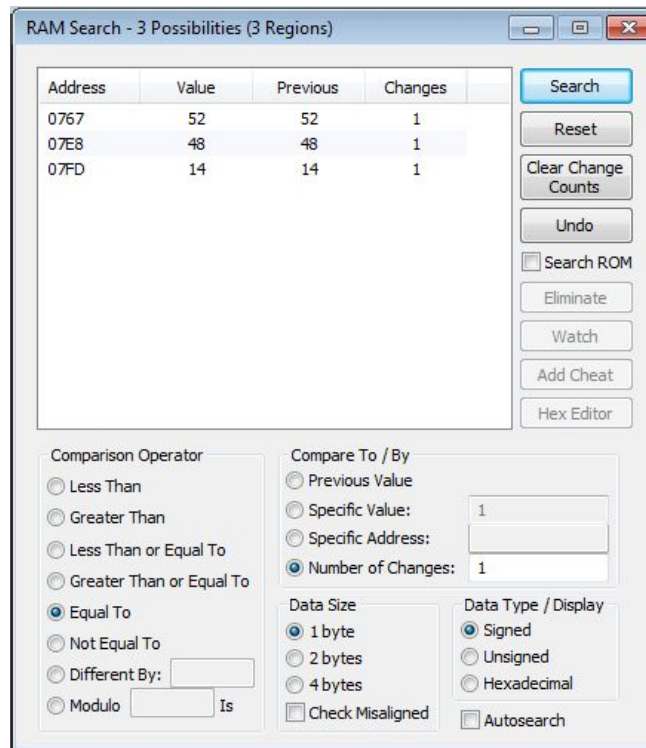 RAM Search - 3 Possibilities (3 Regions)
Address Value Previous Changes
0767 52 52 1
07E8 48 48 1
07FD 14 14 1
Search
Reset
Clear Change
Counts
Undo
Search ROM
Eliminate
Watch
Add Cheat
Hex Editor
Comparison Operator
Less Than
Greater Than
Less Than or Equal To
Greater Than or Equal To
Equal To
Not Equal To
Different By:
Modulo Is
Compare To / By
Previous Value
Specific Value: 1
Specific Address:
Number of Changes: 1
Data Size
1 byte
2 bytes
4 bytes
Check Misaligned
Data Type / Display
Signed
Unsigned
Hexadecimal
Autosearch